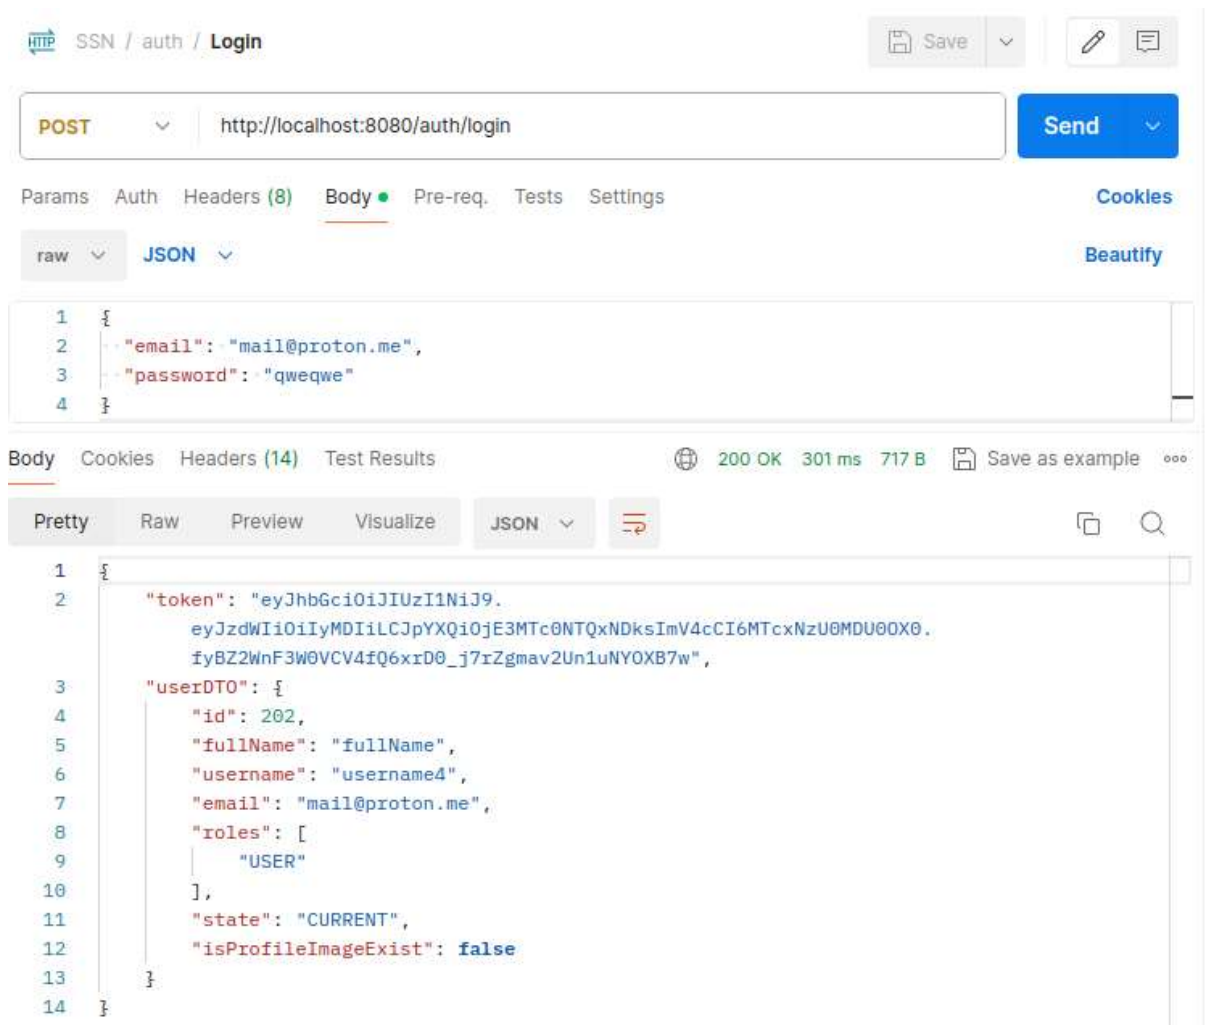 HTTP SSN / auth / Login Save
POST http://localhost:8080/auth/login Send
Params Auth Headers (8) Body Pre-req. Tests Settings Cookies
raw JSON Beautify
1 {
2 "email": "mail@proton.me",
3 "password": "qweqwe"
4 }
Body Cookies Headers (14) Test Results 200 OK 301 ms 717 B Save as example
Pretty Raw Preview Visualize JSON
1 {
2 "token": "eyJhbGciOiJIUzI1NiJ9.
eyJzdWIiOiIyMDIiLCJpYXQiOjE3MTc0NTQxNDksImV4cCI6MTcxNzU0MDU0OX0.
fyBZ2WnF3W0VCV4fQ6xrD0_j7rZgmav2Un1uNYOXB7w",
3 "userDTO": {
4 "id": 202,
5 "fullName": "fullName",
6 "username": "username4",
7 "email": "mail@proton.me",
8 "roles": [
9 "USER"
10 ],
11 "state": "CURRENT",
12 "isProfileImageExist": false
13 }
14 }